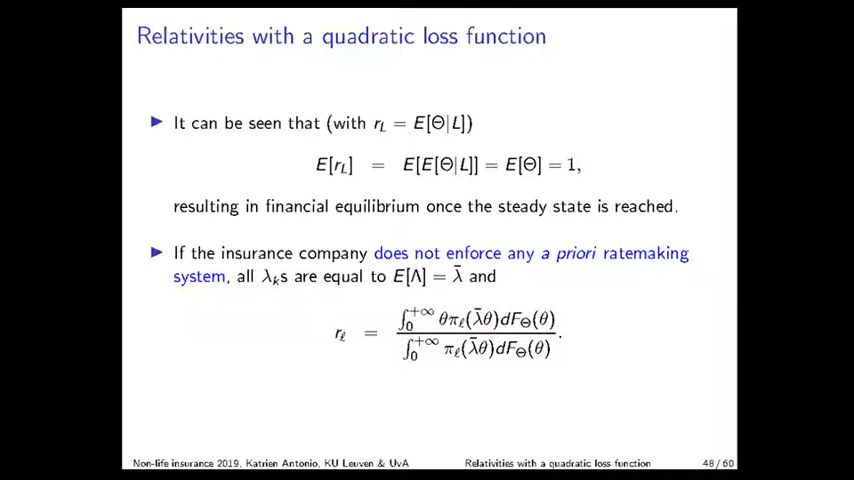 Relativities with a quadratic loss function
▶ It can be seen that (with r_L = E[Θ|L])
E[r_L] = E[E[Θ|L]] = E[Θ] = 1,
resulting in financial equilibrium once the steady state is reached.
▶ If the insurance company does not enforce any a priori ratemaking
system, all λ_k s are equal to E[Λ] = λ̄ and
r_ℓ = ∫_0^{+∞} θπ_ℓ(λ̄θ)dF_Θ(θ) / ∫_0^{+∞} π_ℓ(λ̄θ)dF_Θ(θ) .
Non-life insurance 2019, Katrien Antonio, KU Leuven & UvA Relativities with a quadratic loss function 48 / 60